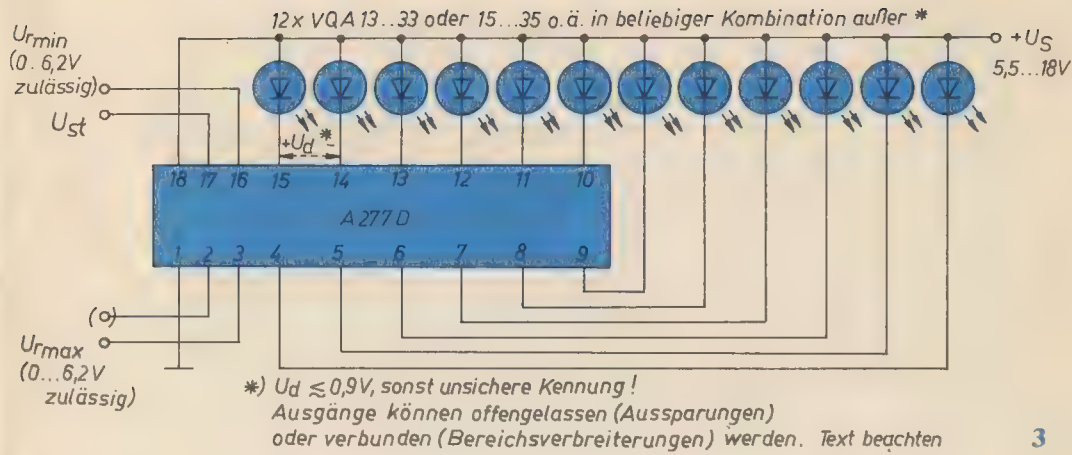 12x VQA 13...33 oder 15...35 o.ä. in beliebiger Kombination außer *
Urmin
(0..6,2V
zulässig)
Ust
+US
5,5...18V
+Ud - *
18 17 16 15 14 13 12 11 10
A 277 D
1 2 3 4 5 6 7 8 9
( )
Urmax
(0...6,2V
zulässig)
*) Ud ≲ 0,9V, sonst unsichere Kennung !
Ausgänge können offengelassen (Aussparungen)
oder verbunden (Bereichsverbreiterungen) werden. Text beachten
3